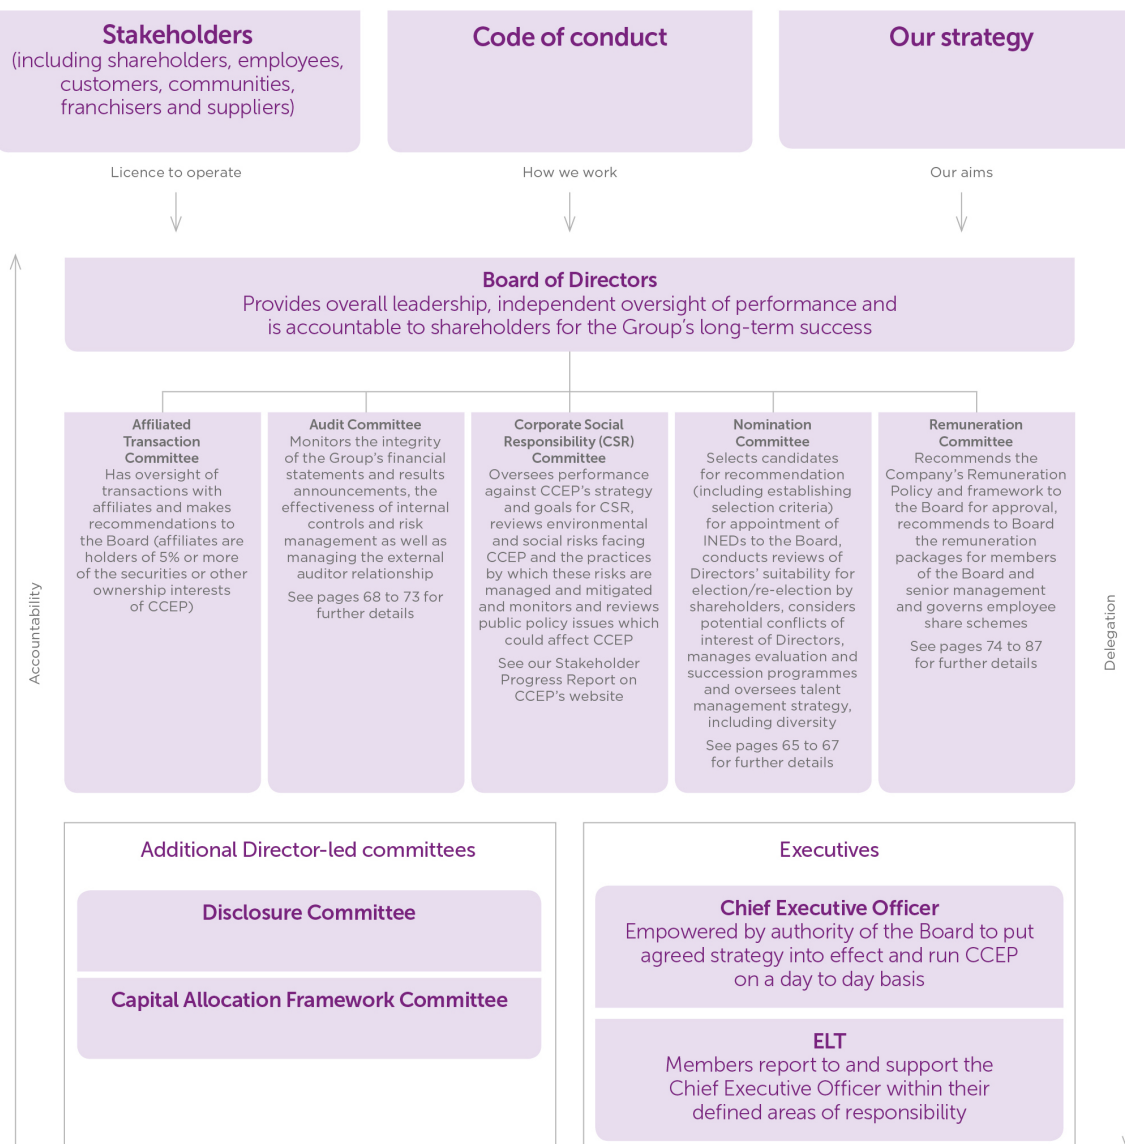 Stakeholders
(including shareholders, employees,
customers, communities,
franchisers and suppliers)
Code of conduct
Our strategy
Licence to operate
How we work
Our aims
Board of Directors
Provides overall leadership, independent oversight of performance and
is accountable to shareholders for the Group's long-term success
Accountability
Affiliated
Transaction
Committee
Has oversight of
transactions with
affiliates and makes
recommendations to
the Board (affiliates are
holders of 5% or more
of the securities or other
ownership interests
of CCEP)
Audit Committee
Monitors the integrity
of the Group's financial
statements and results
announcements, the
effectiveness of internal
controls and risk
management as well as
managing the external
auditor relationship
See pages 68 to 73 for
further details
Corporate Social
Responsibility (CSR)
Committee
Oversees performance
against CCEP's strategy
and goals for CSR,
reviews environmental
and social risks facing
CCEP and the practices
by which these risks are
managed and mitigated
and monitors and reviews
public policy issues which
could affect CCEP
See our Stakeholder
Progress Report on
CCEP's website
Nomination
Committee
Selects candidates
for recommendation
(including establishing
selection criteria)
for appointment of
INEDs to the Board,
conducts reviews of
Directors' suitability for
election/re-election by
shareholders, considers
potential conflicts of
interest of Directors,
manages evaluation and
succession programmes
and oversees talent
management strategy,
including diversity
See pages 65 to 67
for further details
Remuneration
Committee
Recommends the
Company's Remuneration
Policy and framework to
the Board for approval,
recommends to Board
the remuneration
packages for members
of the Board and
senior management
and governs employee
share schemes
See pages 74 to 87
for further details
Delegation
Additional Director-led committees
Disclosure Committee
Capital Allocation Framework Committee
Executives
Chief Executive Officer
Empowered by authority of the Board to put
agreed strategy into effect and run CCEP
on a day to day basis
ELT
Members report to and support the
Chief Executive Officer within their
defined areas of responsibility